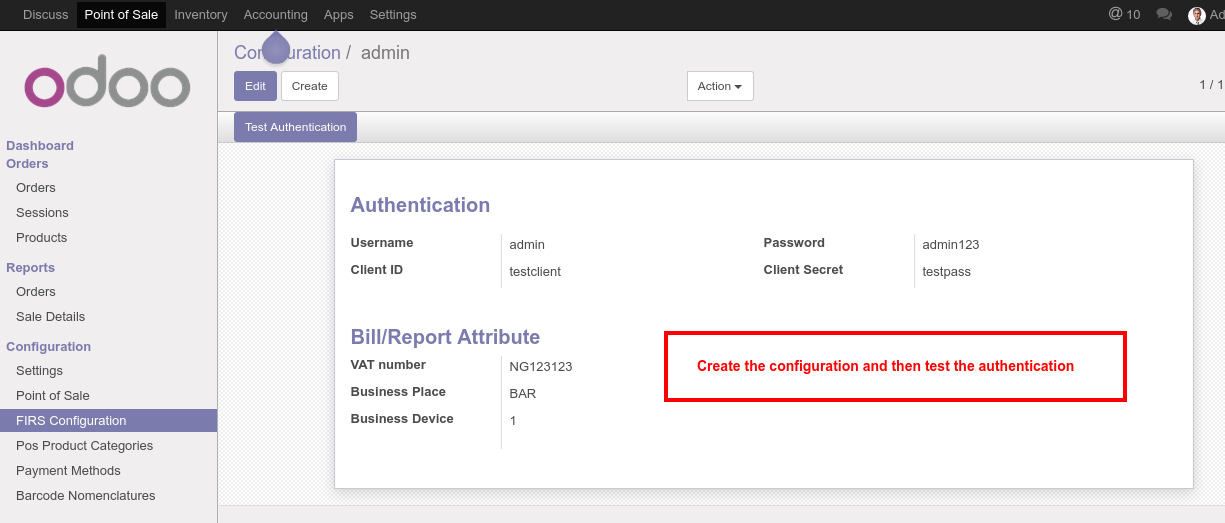 Discuss Point of Sale Inventory Accounting Apps Settings @ 10 Ad
odoo
Configuration / admin
Edit Create Action 1 / 1
Test Authentication
Dashboard
Orders
Orders
Sessions
Products
Reports
Orders
Sale Details
Configuration
Settings
Point of Sale
FIRS Configuration
Pos Product Categories
Payment Methods
Barcode Nomenclatures
Authentication
Username admin Password admin123
Client ID testclient Client Secret testpass
Bill/Report Attribute
VAT number NG123123
Business Place BAR
Business Device 1
Create the configuration and then test the authentication